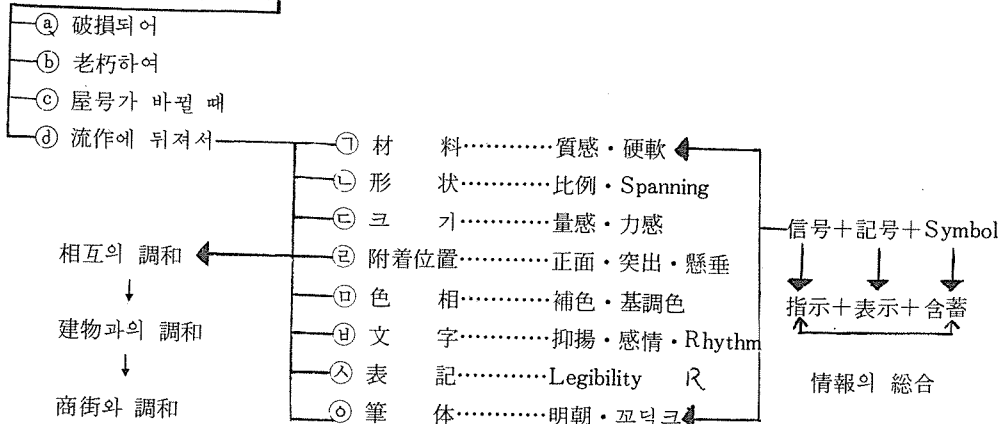 ⓐ 破損되어
ⓑ 老朽하여
ⓒ 屋号가 바뀔 때
ⓓ 流作에 뒤져서
㉠ 材 料…………質感・硬軟
㉡ 形 状…………比例・Spanning
㉢ 크 기…………量感・力感
㉣ 附着位置…………正面・突出・懸垂
㉤ 色 相…………補色・基調色
㉥ 文 字…………抑揚・感情・Rhythm
㉦ 表 記…………Legibility R
㉧ 筆 体…………明朝・꼬딕크
相互의 調和
建物과의 調和
商街와 調和
信号+記号+Symbol
指示+表示+含蓄
情報의 総合